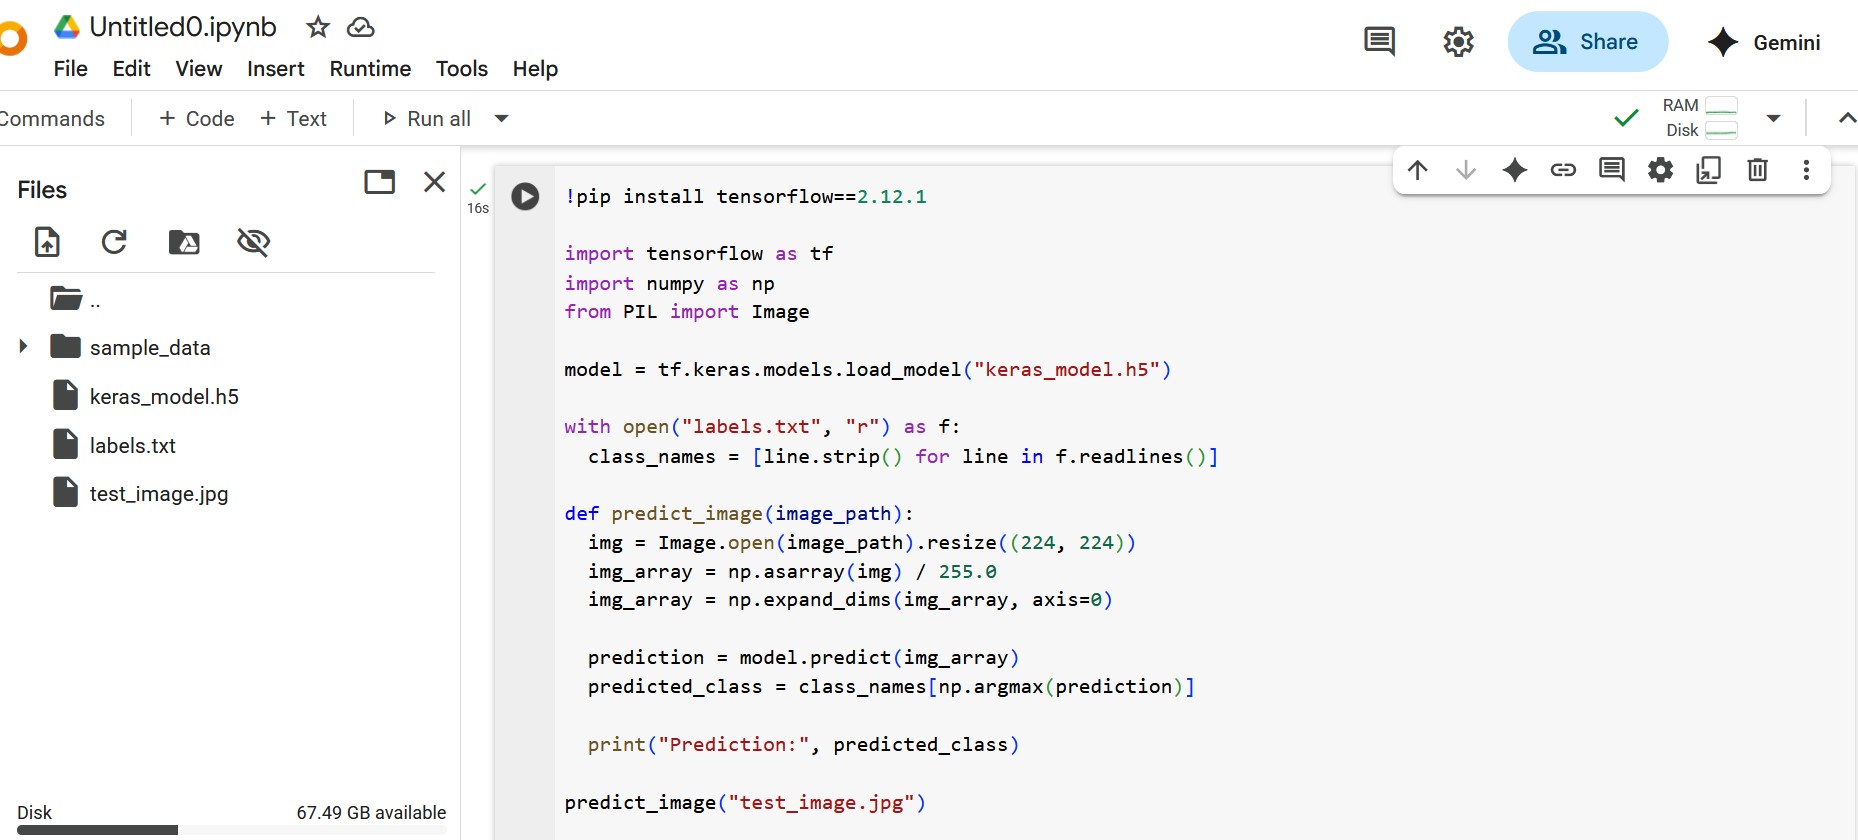 Untitled0.ipynb
File Edit View Insert Runtime Tools Help
Share
Gemini
Commands + Code + Text Run all
RAM
Disk
Files
..
sample_data
keras_model.h5
labels.txt
test_image.jpg
Disk 67.49 GB available
16s
!pip install tensorflow==2.12.1
import tensorflow as tf
import numpy as np
from PIL import Image
model = tf.keras.models.load_model("keras_model.h5")
with open("labels.txt", "r") as f:
  class_names = [line.strip() for line in f.readlines()]
def predict_image(image_path):
  img = Image.open(image_path).resize((224, 224))
  img_array = np.asarray(img) / 255.0
  img_array = np.expand_dims(img_array, axis=0)
  prediction = model.predict(img_array)
  predicted_class = class_names[np.argmax(prediction)]
  print("Prediction:", predicted_class)
predict_image("test_image.jpg")